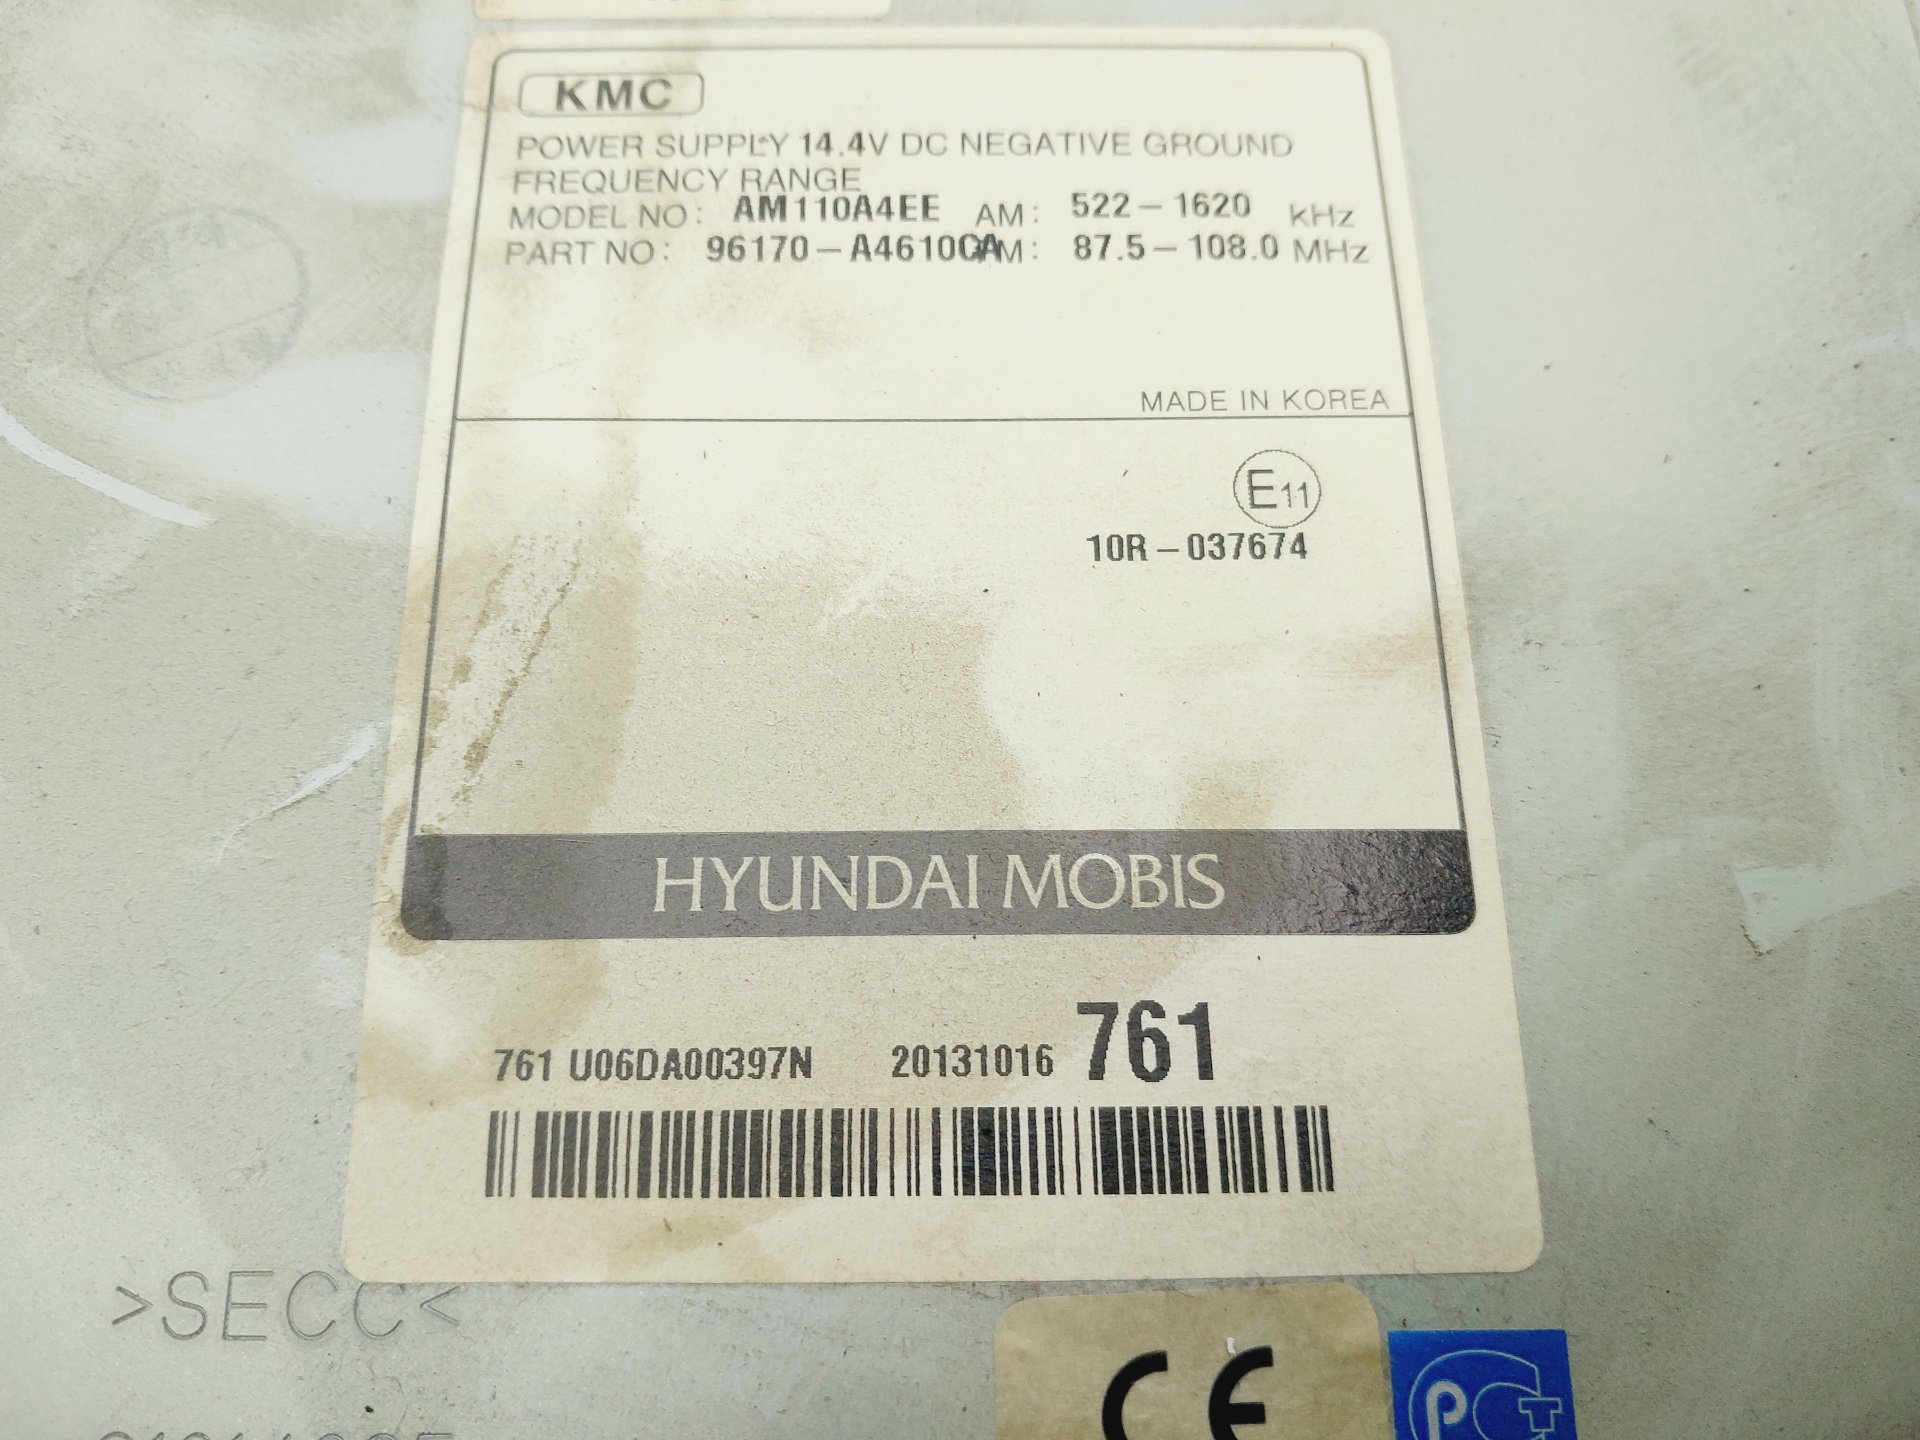 KMC
POWER SUPPLY 14.4V DC NEGATIVE GROUND
FREQUENCY RANGE
MODEL NO: AM110A4EE AM: 522-1620 kHz
PART NO: 96170-A4610CAM: 87.5-108.0 MHz
MADE IN KOREA
E11
10R-037674
HYUNDAI MOBIS
761 U06DA00397N 20131016 761
>SECC<
CE